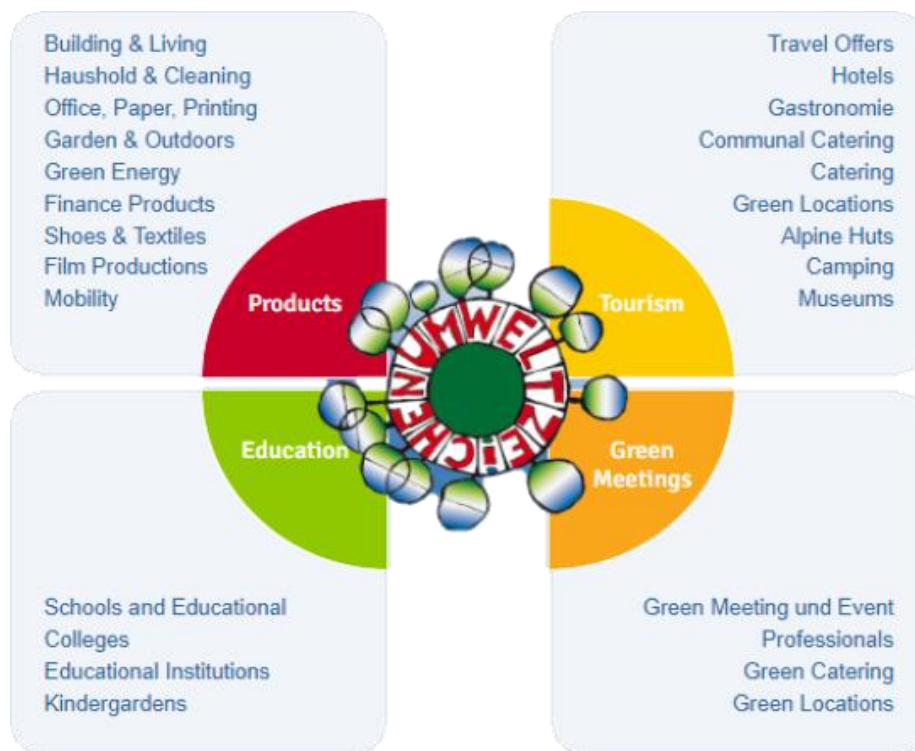 Building & Living
Haushold & Cleaning
Office, Paper, Printing
Garden & Outdoors
Green Energy
Finance Products
Shoes & Textiles
Film Productions
Mobility
Products
Travel Offers
Hotels
Gastronomie
Communal Catering
Catering
Green Locations
Alpine Huts
Camping
Museums
Tourism
UMWELTZEiCHEN
Education
Schools and Educational
Colleges
Educational Institutions
Kindergardens
Green
Meetings
Green Meeting und Event
Professionals
Green Catering
Green Locations